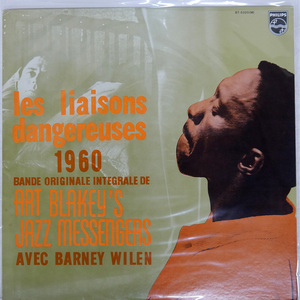 PHILIPS
les liaisons
dangereuses
1960
BANDE ORIGINALE INTEGRALE DE
ART BLAKEY'S
JAZZ MESSENGERS
AVEC BARNEY WILEN